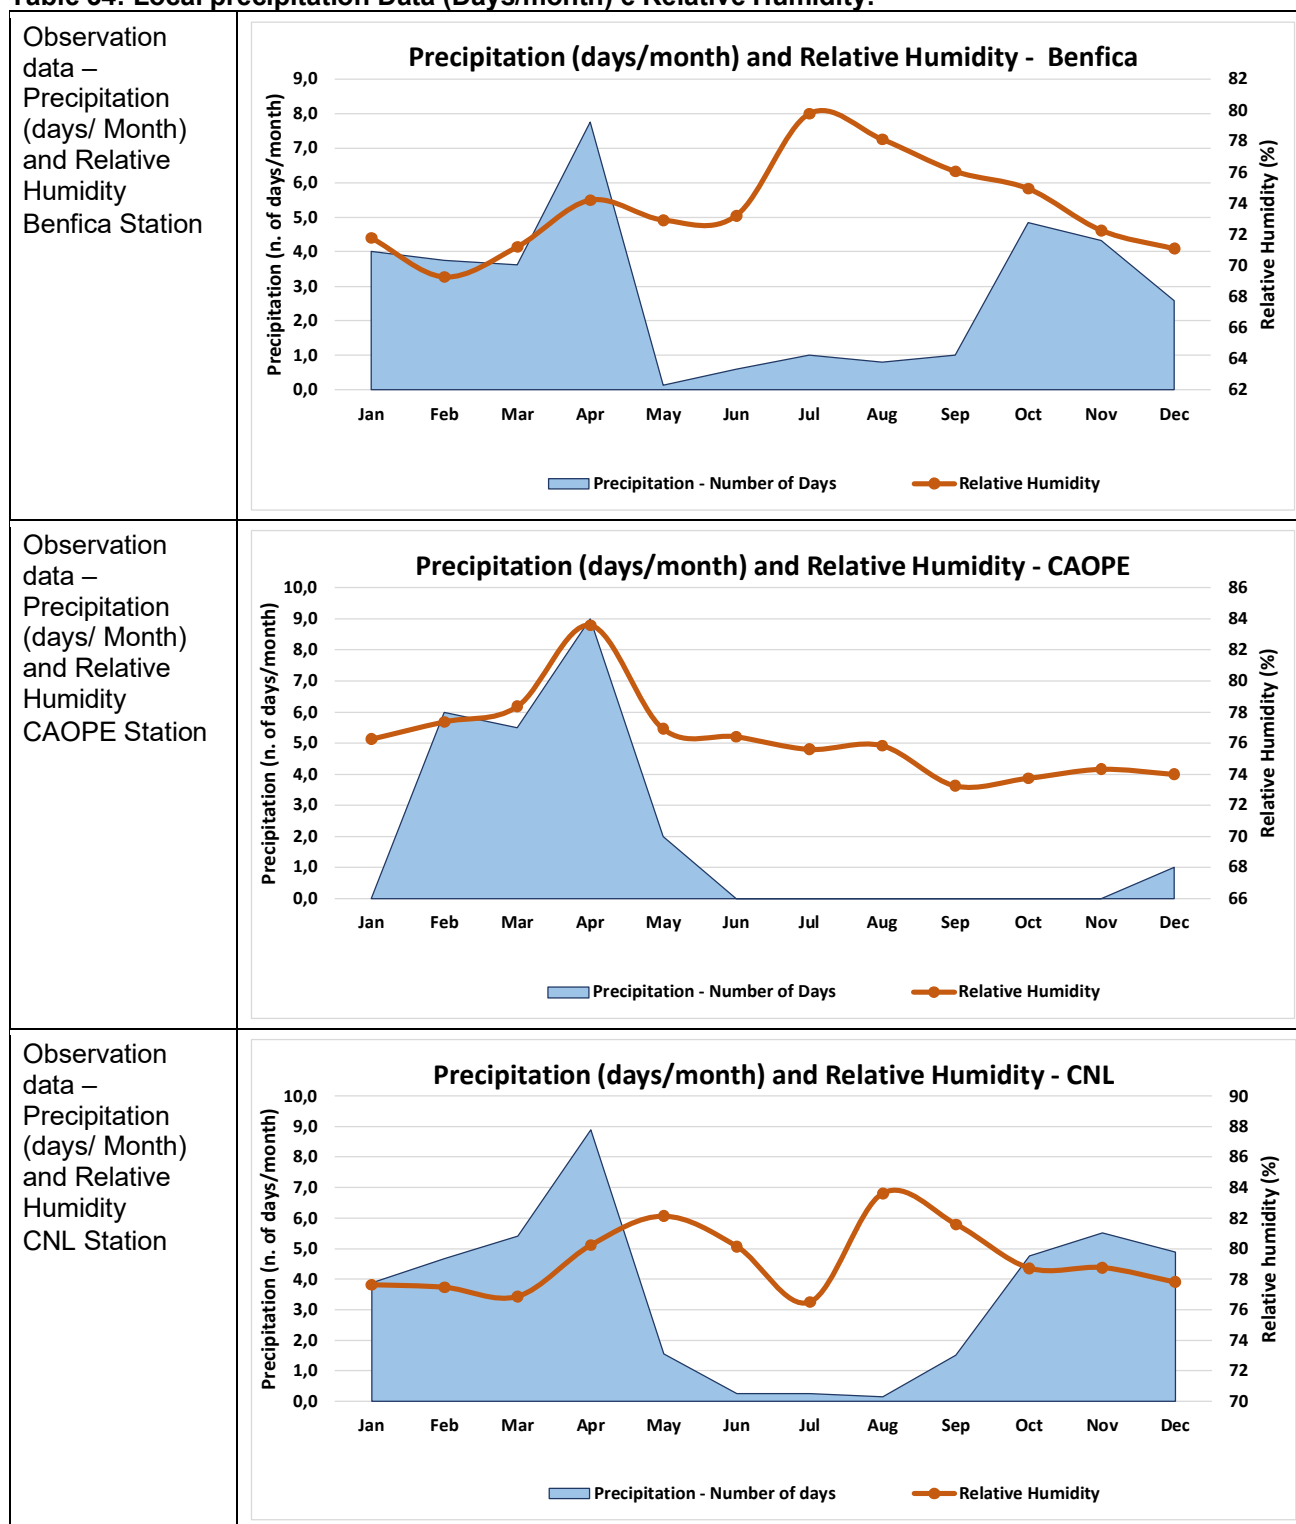 Table 34: Local precipitation Data (Days/month) e Relative Humidity.
Observation
data –
Precipitation
(days/ Month)
and Relative
Humidity
Benfica Station
Precipitation (days/month) and Relative Humidity - Benfica
Precipitation (n. of days/month)
9,0
8,0
7,0
6,0
5,0
4,0
3,0
2,0
1,0
0,0
82
80
78
76
74
72
70
68
66
64
62
Relative Humidity (%)
Jan Feb Mar Apr May Jun Jul Aug Sep Oct Nov Dec
Precipitation - Number of Days Relative Humidity
Observation
data –
Precipitation
(days/ Month)
and Relative
Humidity
CAOPE Station
Precipitation (days/month) and Relative Humidity - CAOPE
Precipitation (n. of days/month)
10,0
9,0
8,0
7,0
6,0
5,0
4,0
3,0
2,0
1,0
0,0
86
84
82
80
78
76
74
72
70
68
66
Relative Humidity (%)
Jan Feb Mar Apr May Jun Jul Aug Sep Oct Nov Dec
Precipitation - Number of Days Relative Humidity
Observation
data –
Precipitation
(days/ Month)
and Relative
Humidity
CNL Station
Precipitation (days/month) and Relative Humidity - CNL
Precipitation (n. of days/month)
10,0
9,0
8,0
7,0
6,0
5,0
4,0
3,0
2,0
1,0
0,0
90
88
86
84
82
80
78
76
74
72
70
Relative humidity (%)
Jan Feb Mar Apr May Jun Jul Aug Sep Oct Nov Dec
Precipitation - Number of days Relative Humidity